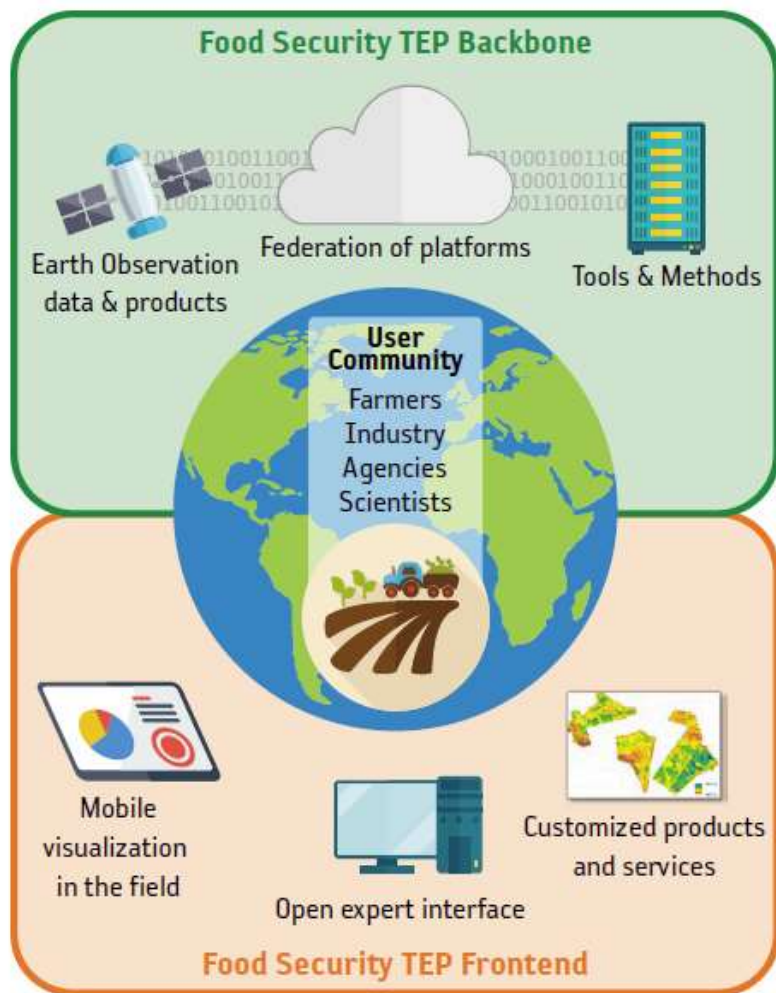 Food Security TEP Backbone
Earth Observation
data & products
Federation of platforms
Tools & Methods
User
Community
Farmers
Industry
Agencies
Scientists
Mobile
visualization
in the field
Open expert interface
Customized products
and services
Food Security TEP Frontend